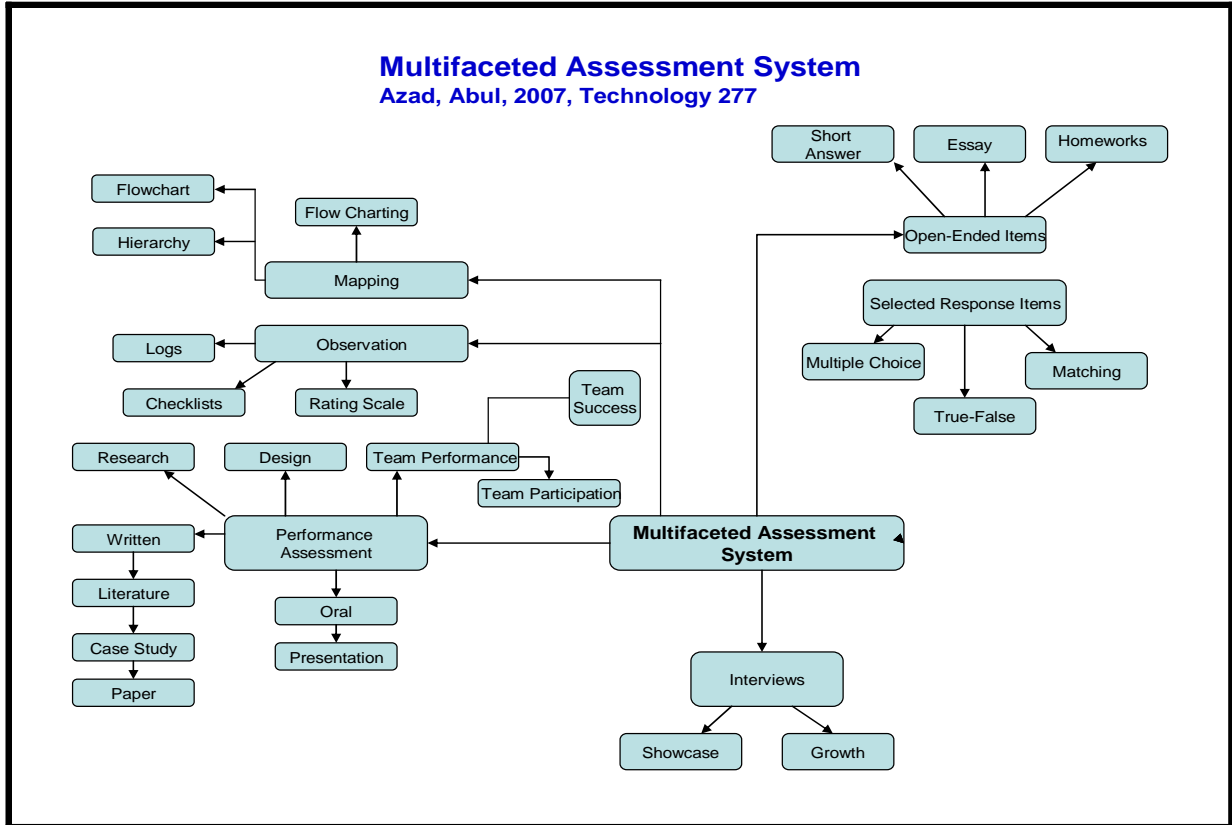 Multifaceted Assessment System
Azad, Abul, 2007, Technology 277
Short
Answer
Essay
Homeworks
Flowchart
Flow Charting
Hierarchy
Open-Ended Items
Mapping
Selected Response Items
Logs
Observation
Multiple Choice
Matching
Checklists
Rating Scale
Team
Success
True-False
Research
Design
Team Performance
Team Participation
Written
Performance
Assessment
Multifaceted Assessment
System
Literature
Oral
Case Study
Presentation
Paper
Interviews
Showcase
Growth